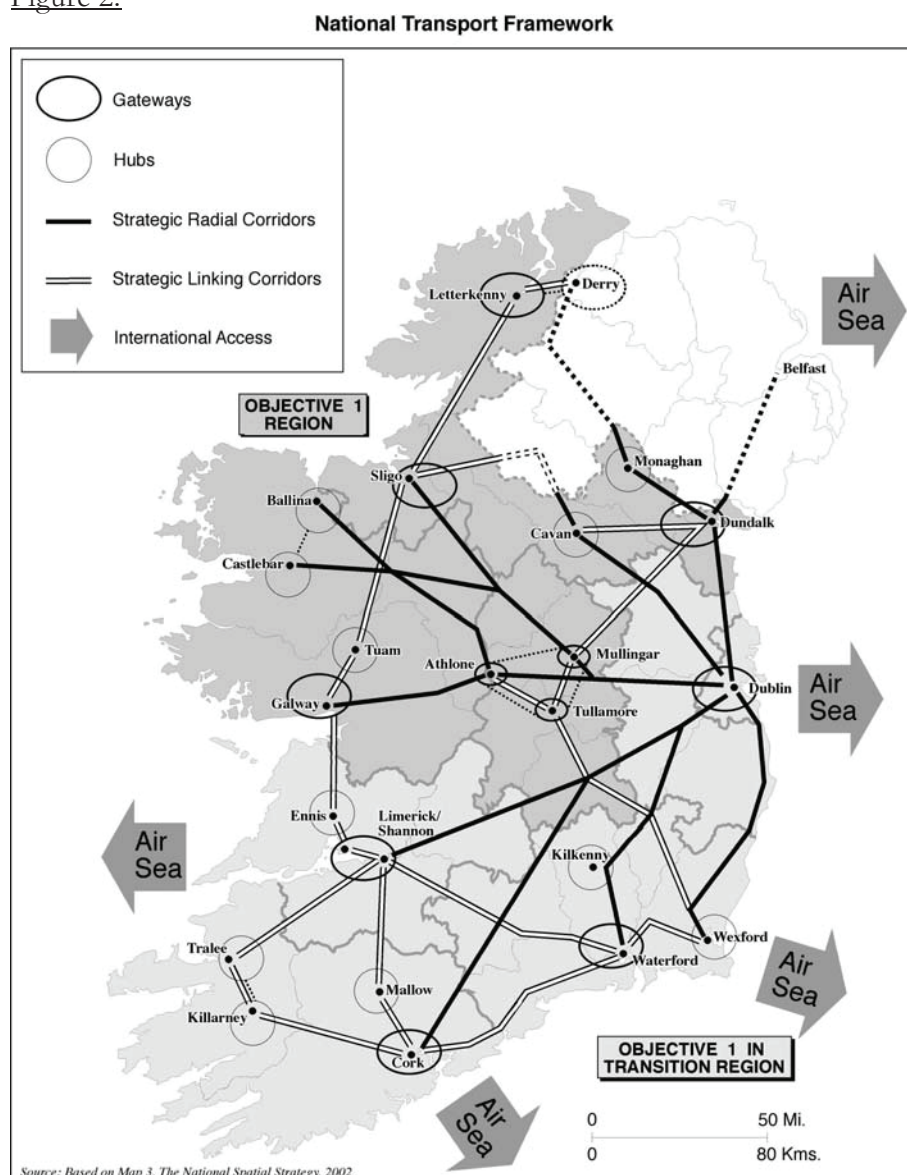 Figure 2:
National Transport Framework
Gateways
Hubs
Strategic Radial Corridors
Strategic Linking Corridors
International Access
Air
Sea
Letterkenny
Derry
Belfast
OBJECTIVE 1
REGION
Monaghan
Sligo
Ballina
Dundalk
Cavan
Castlebar
Tuam
Athlone
Mullingar
Galway
Dublin
Air
Sea
Tullamore
Ennis
Limerick/
Shannon
Air
Sea
Kilkenny
Tralee
Wexford
Waterford
Mallow
Killarney
Air
Sea
Cork
OBJECTIVE 1 IN
TRANSITION REGION
Air
Sea
0 50 Mi.
0 80 Kms.
Source: Based on Map 3, The National Spatial Strategy, 2002